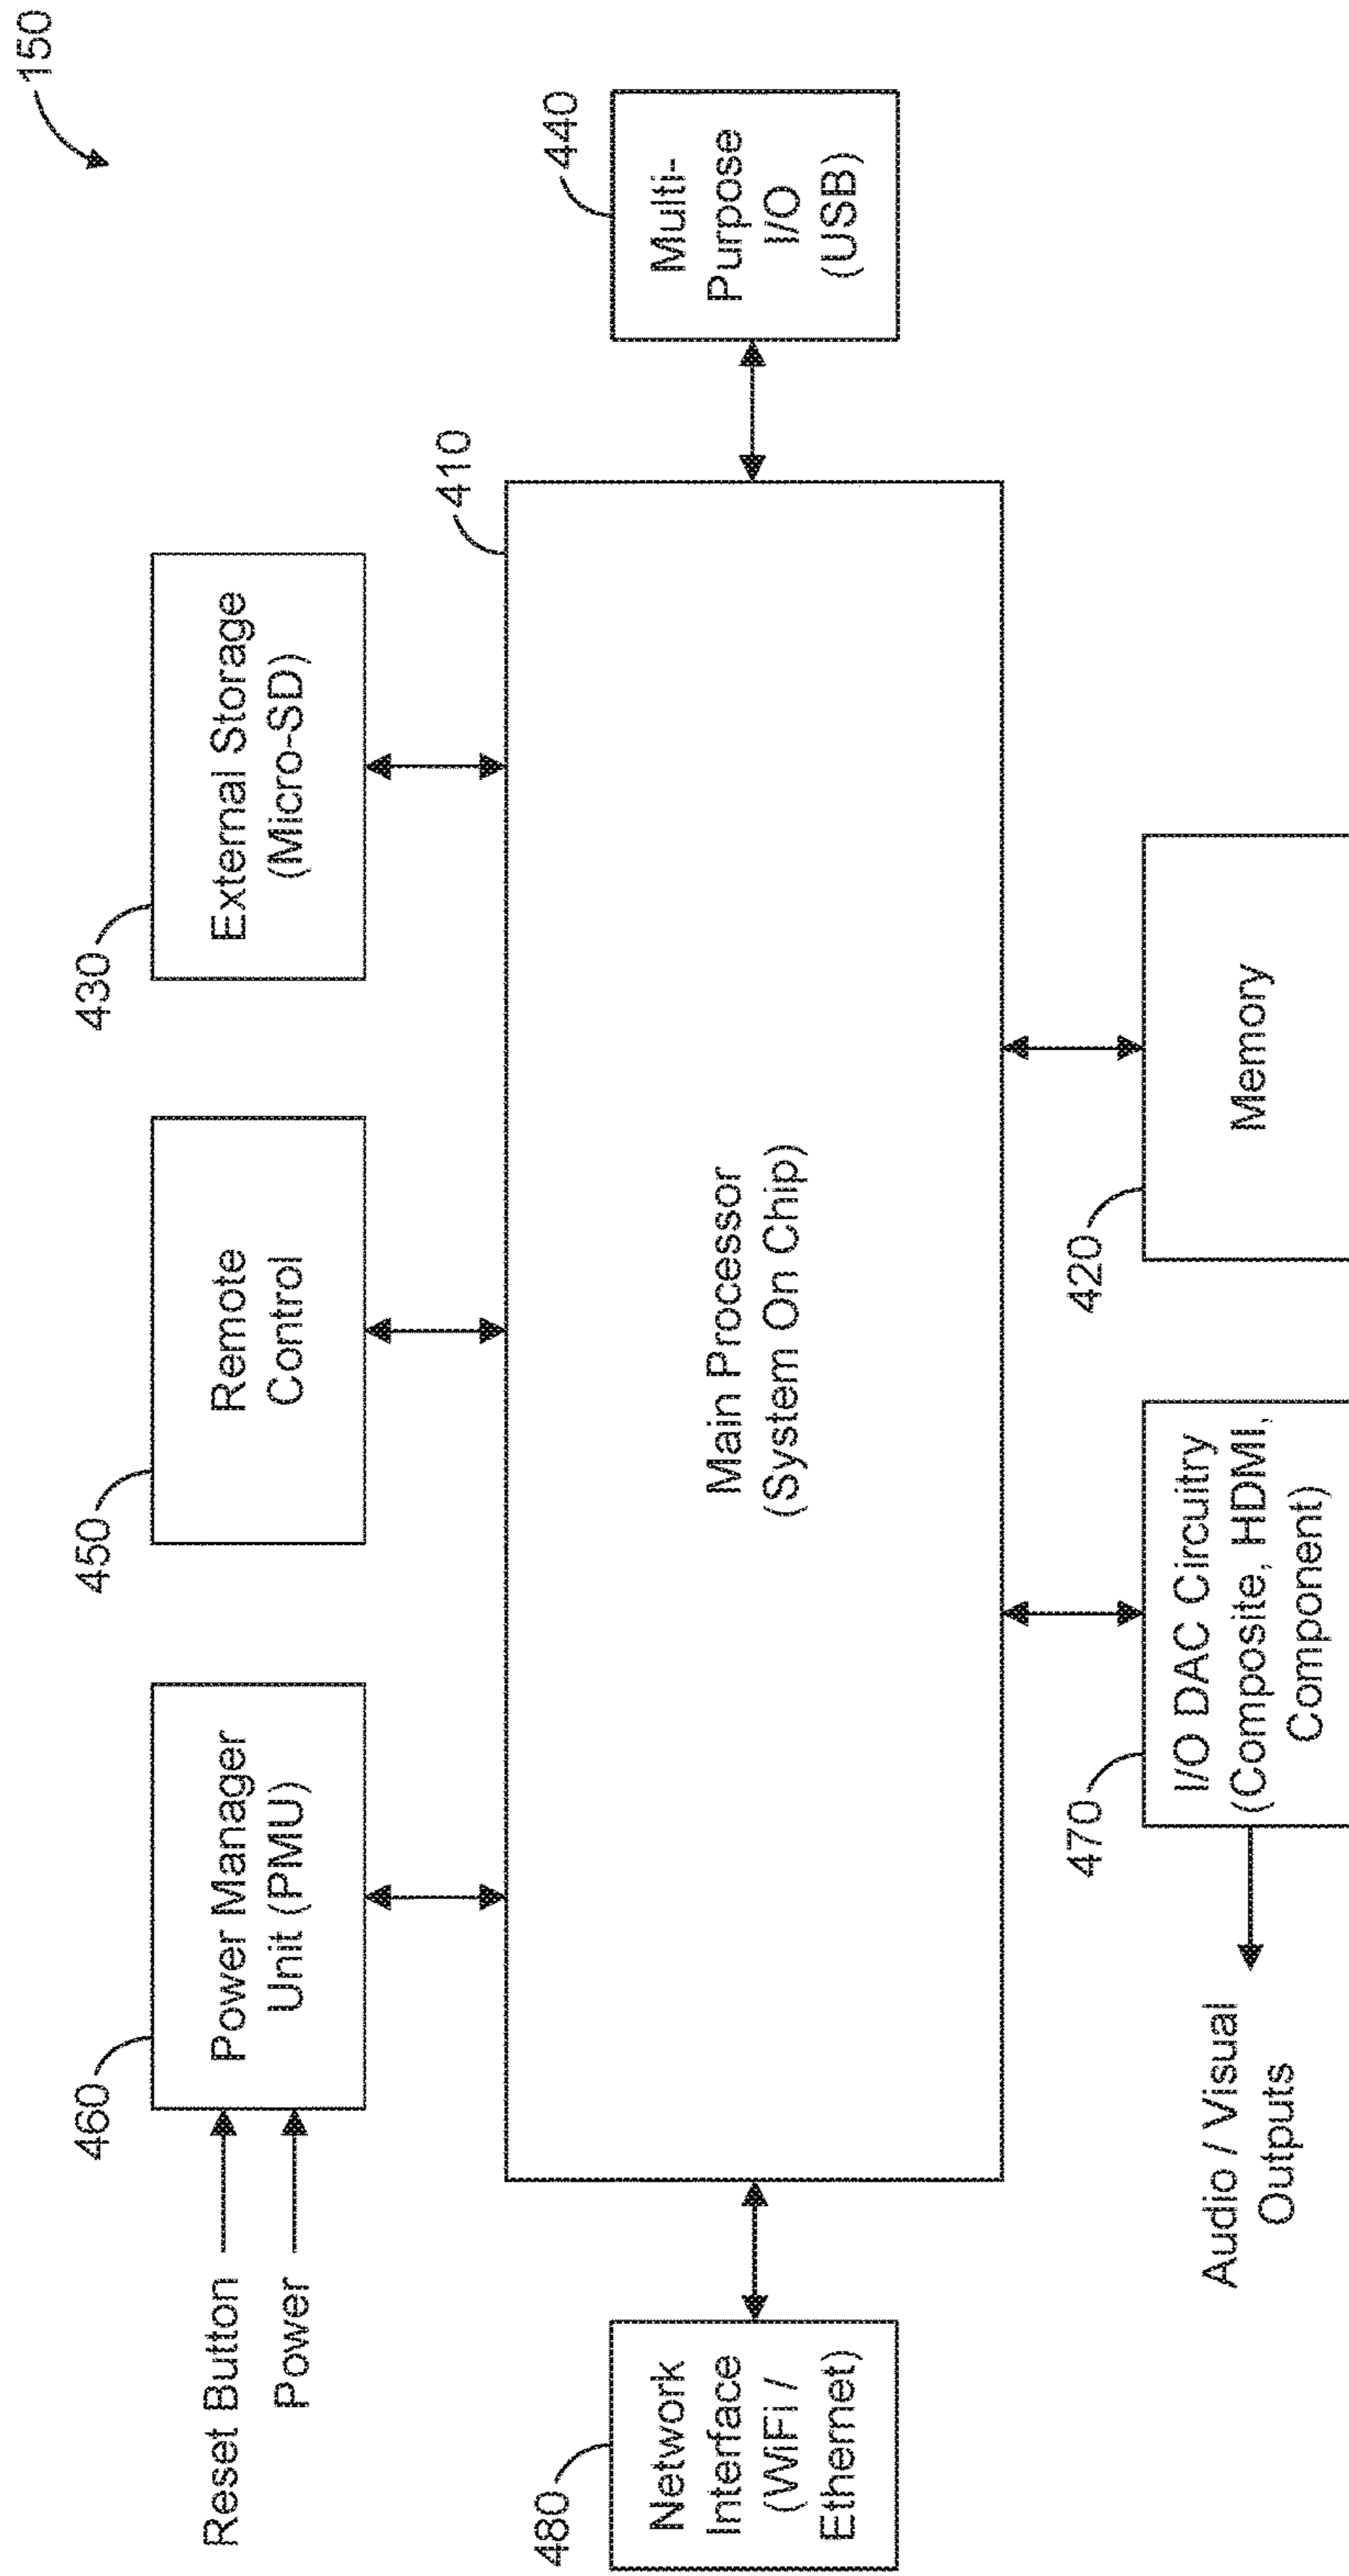 150
460
Power Manager
Unit (PMU)
Reset Button
Power
450
Remote
Control
430
External Storage
(Micro-SD)
410
Main Processor
(System On Chip)
440
Multi-
Purpose
I/O
(USB)
480
Network
Interface
(WiFi /
Ethernet)
470
I/O DAC Circuitry
(Composite, HDMI,
Component)
Audio / Visual
Outputs
420
Memory